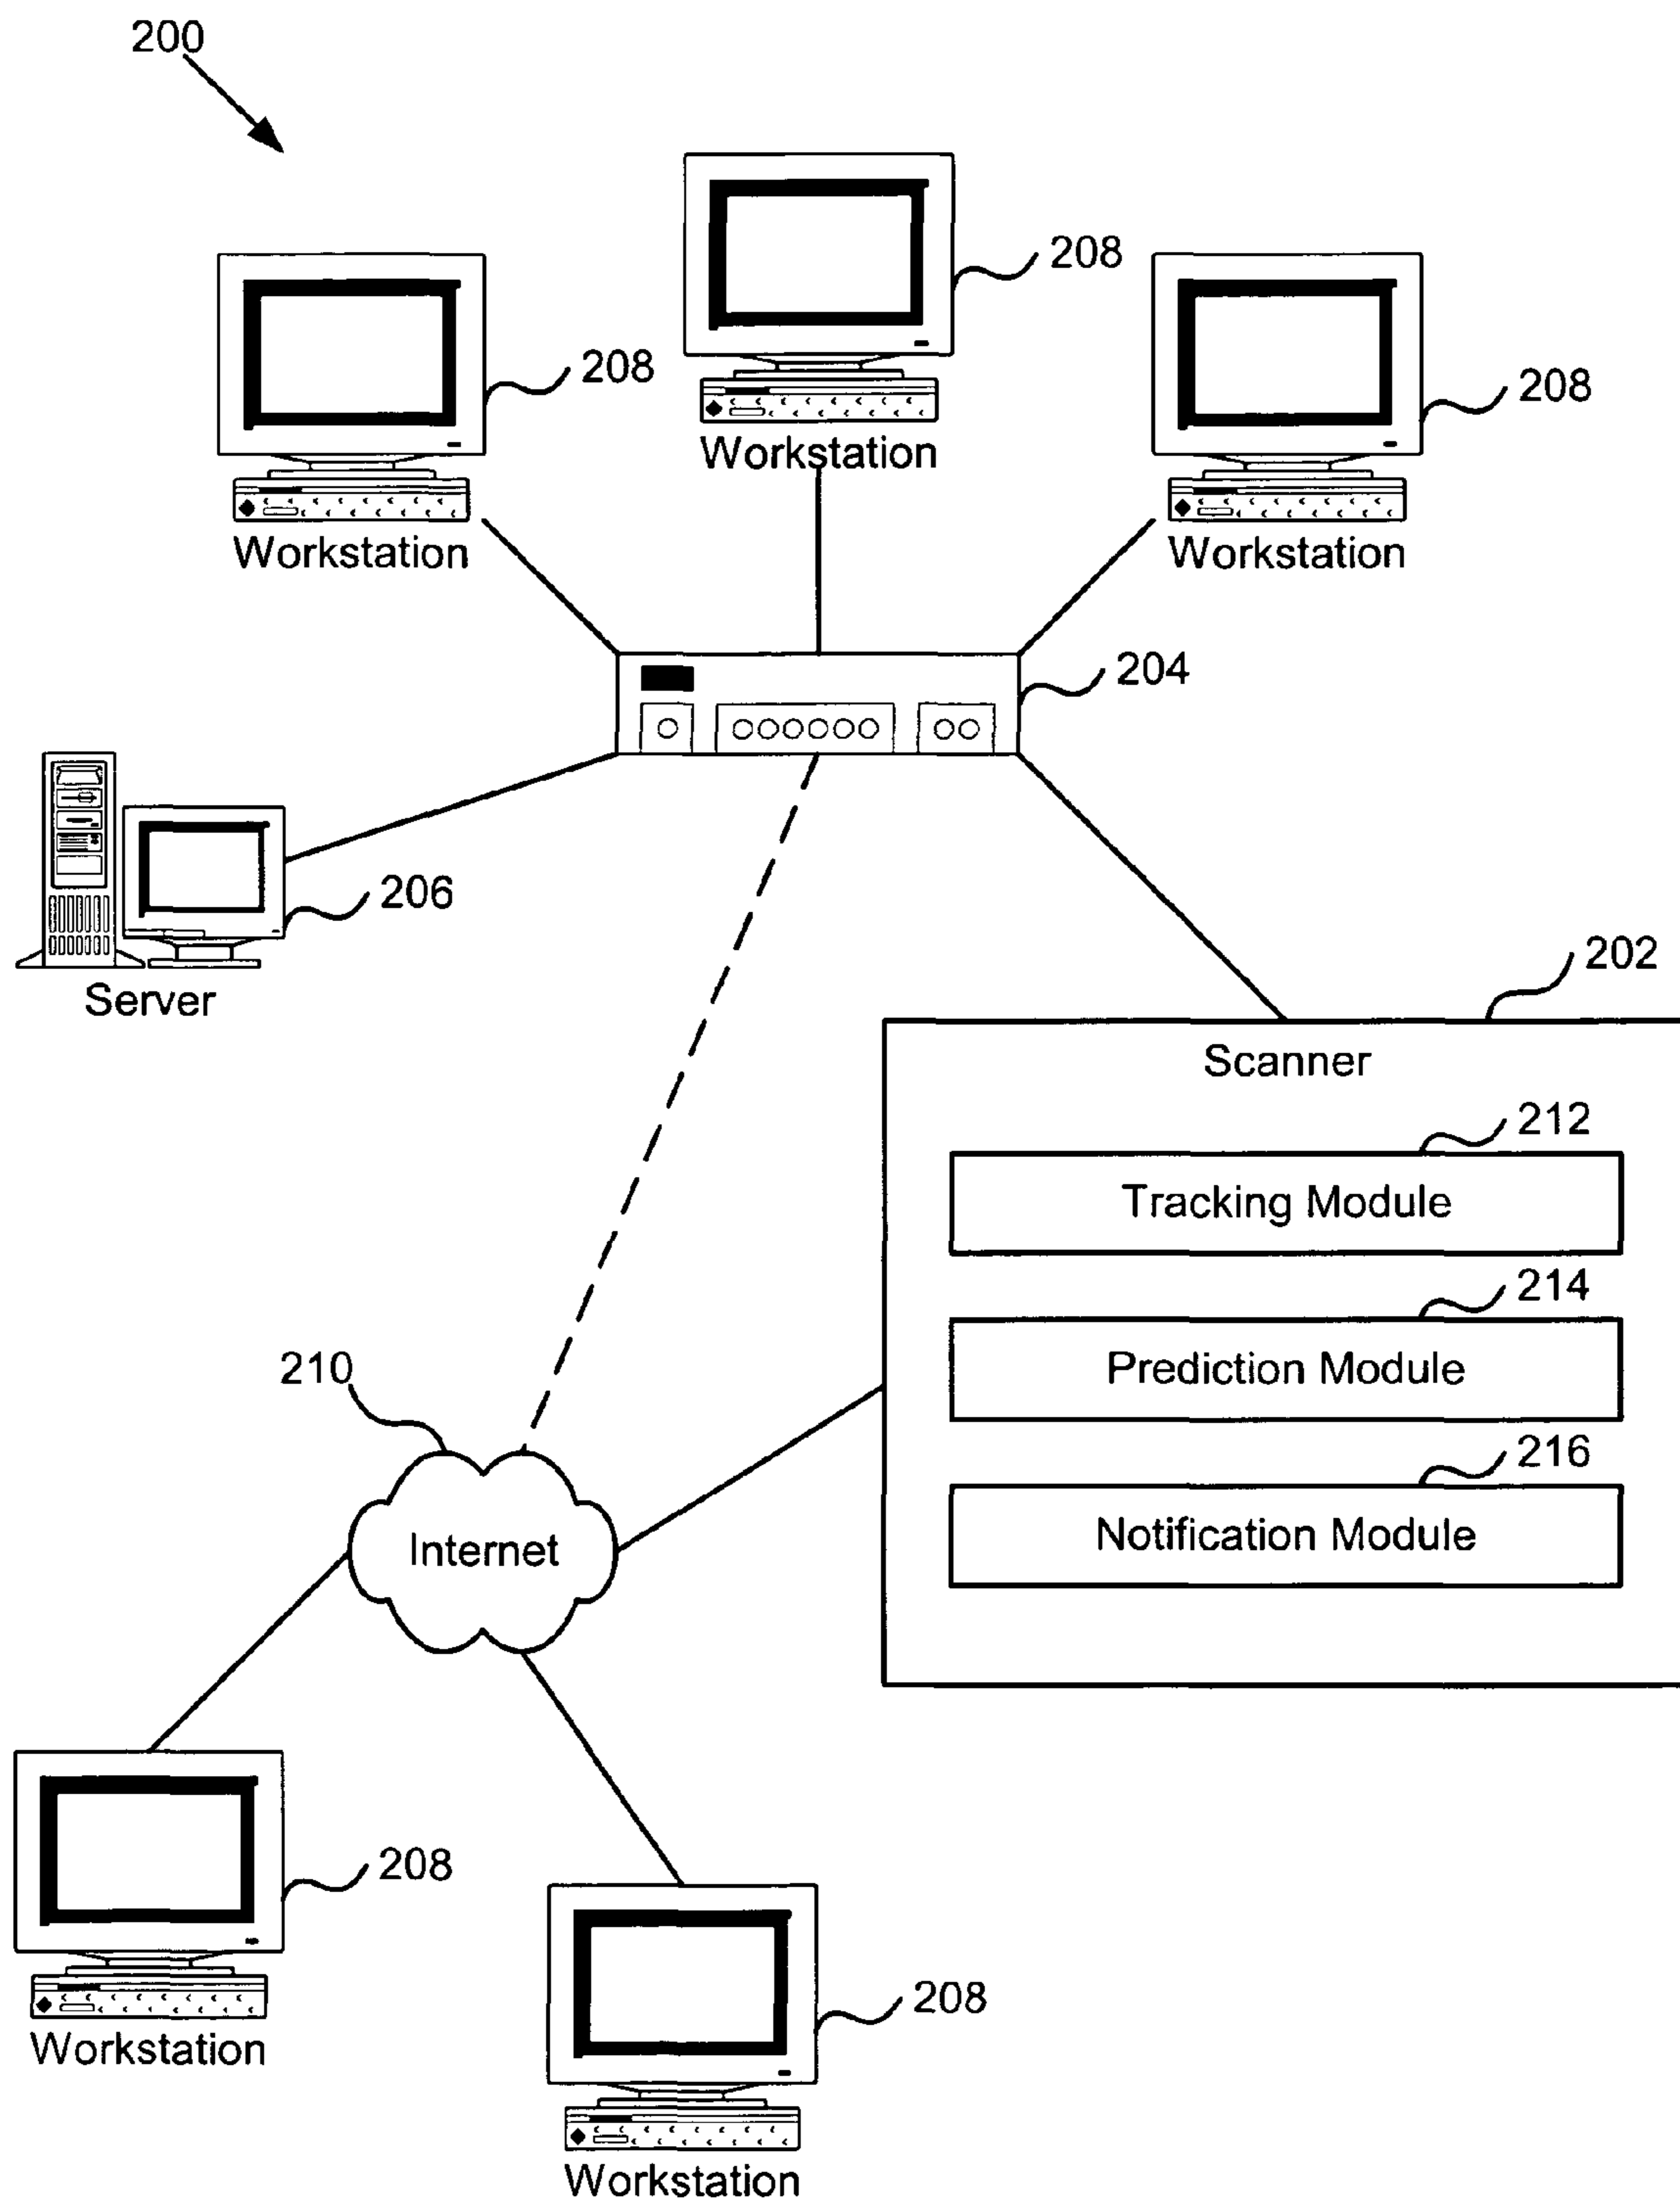 200
208
208
208
Workstation
Workstation
Workstation
204
206
Server
202
Scanner
212
Tracking Module
214
Prediction Module
210
216
Internet
Notification Module
208
Workstation
208
Workstation